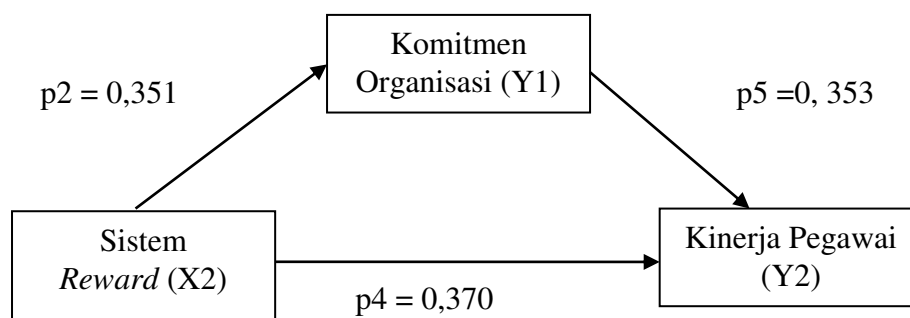 Komitmen
Organisasi (Y1)
p2 = 0,351
p5 =0, 353
Sistem
Reward (X2)
Kinerja Pegawai
(Y2)
p4 = 0,370